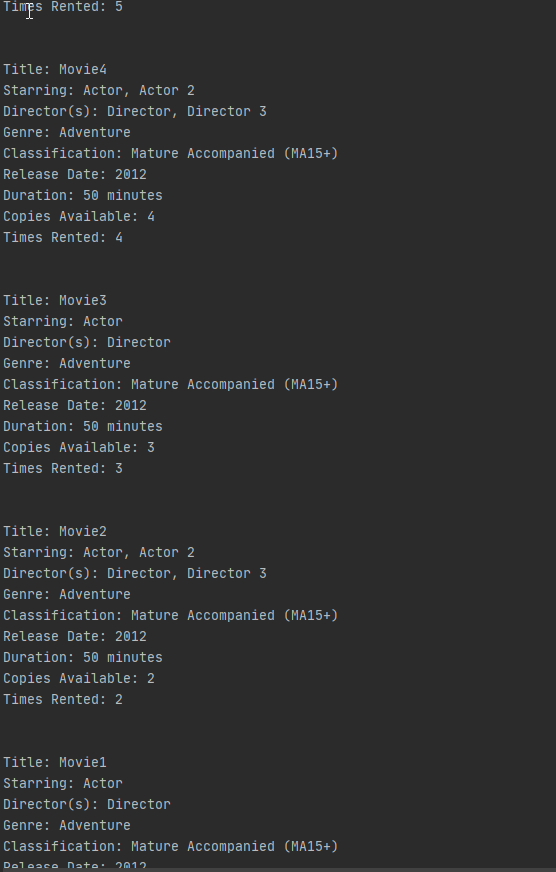 Times Rented: 5
Title: Movie4
Starring: Actor, Actor 2
Director(s): Director, Director 3
Genre: Adventure
Classification: Mature Accompanied (MA15+)
Release Date: 2012
Duration: 50 minutes
Copies Available: 4
Times Rented: 4
Title: Movie3
Starring: Actor
Director(s): Director
Genre: Adventure
Classification: Mature Accompanied (MA15+)
Release Date: 2012
Duration: 50 minutes
Copies Available: 3
Times Rented: 3
Title: Movie2
Starring: Actor, Actor 2
Director(s): Director, Director 3
Genre: Adventure
Classification: Mature Accompanied (MA15+)
Release Date: 2012
Duration: 50 minutes
Copies Available: 2
Times Rented: 2
Title: Movie1
Starring: Actor
Director(s): Director
Genre: Adventure
Classification: Mature Accompanied (MA15+)
Release Date: 2012